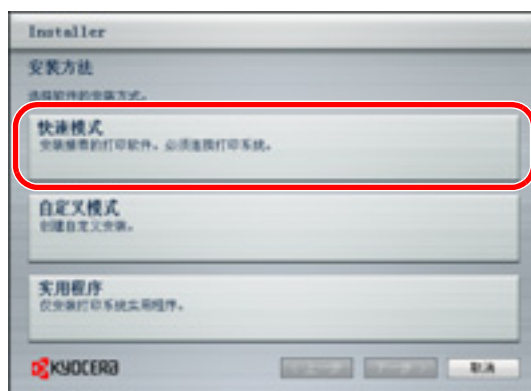 Installer
安装方法
选择软件的安装方式。
快速模式
安装推荐的打印软件。必须连接打印系统。
自定义模式
创建自定义安装。
实用程序
仅安装打印系统实用程序。
KYOCERA
取消